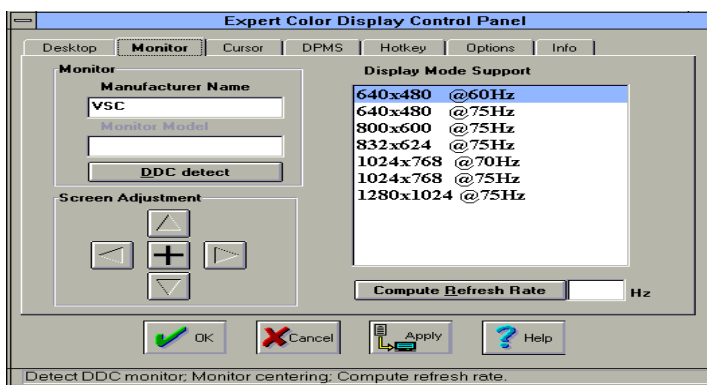 Expert Color Display Control Panel
Desktop Monitor Cursor DPMS Hotkey Options Info
Monitor
Manufacturer Name
VSC
Monitor Model
DDC detect
Screen Adjustment
Display Mode Support
640x480 @60Hz
640x480 @75Hz
800x600 @75Hz
832x624 @75Hz
1024x768 @70Hz
1024x768 @75Hz
1280x1024 @75Hz
Compute Refresh Rate Hz
OK Cancel Apply Help
Detect DDC monitor; Monitor centering; Compute refresh rate.